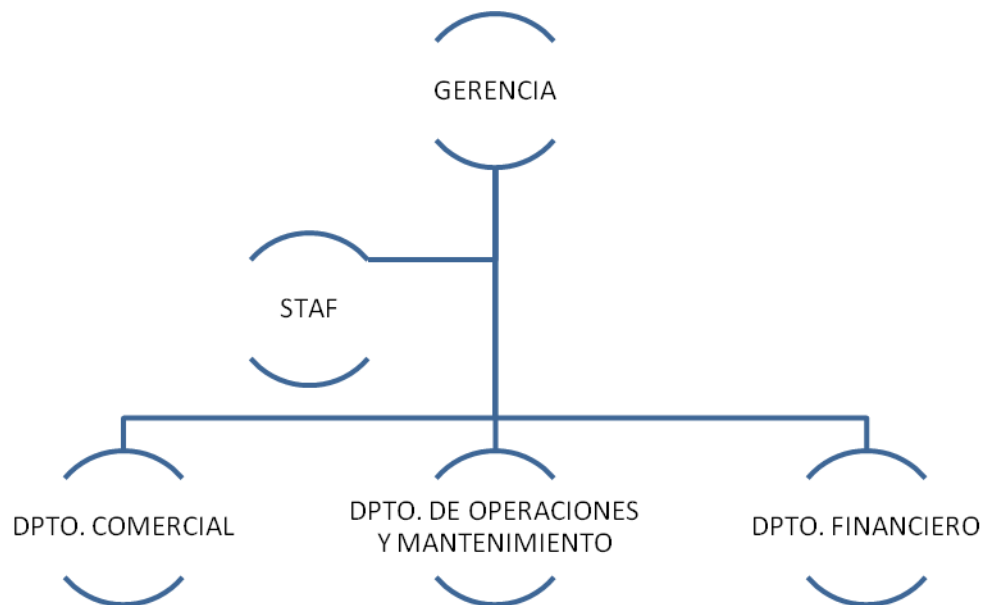 GERENCIA
STAF
DPTO. COMERCIAL
DPTO. DE OPERACIONES
Y MANTENIMIENTO
DPTO. FINANCIERO